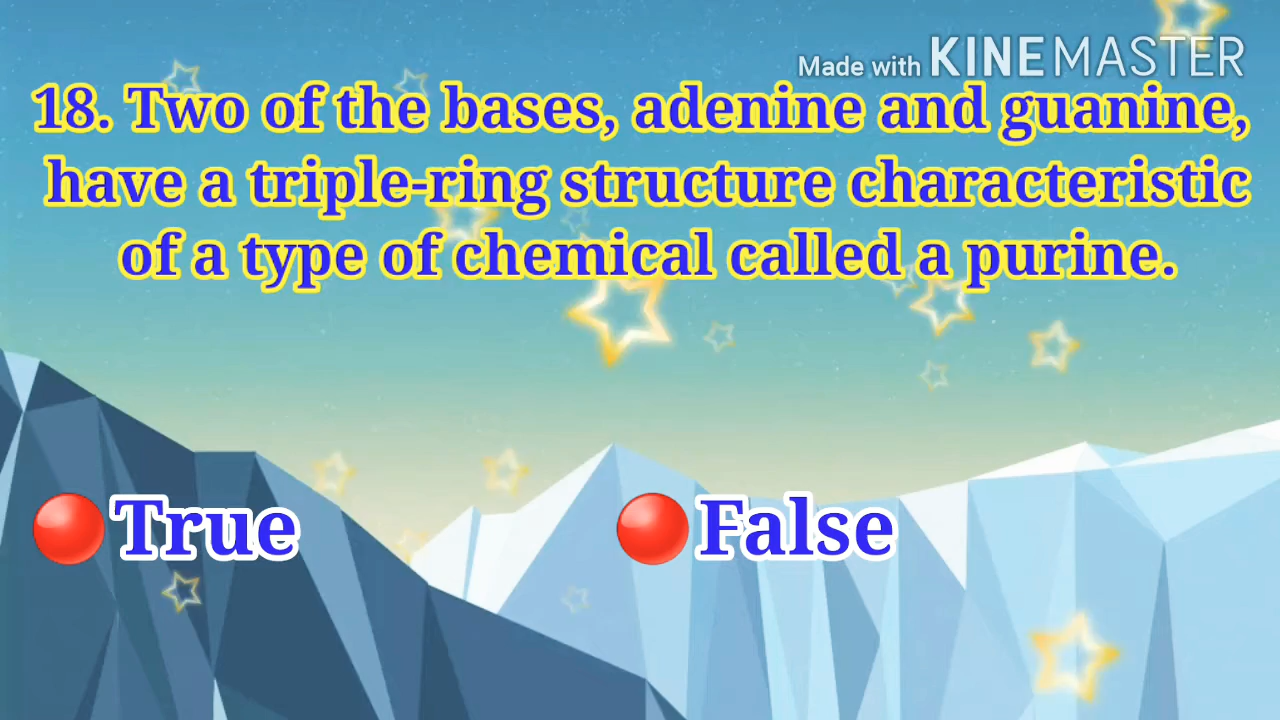 Made with KINEMASTER
18. Two of the bases, adenine and guanine,
have a triple-ring structure characteristic
of a type of chemical called a purine.
True
False